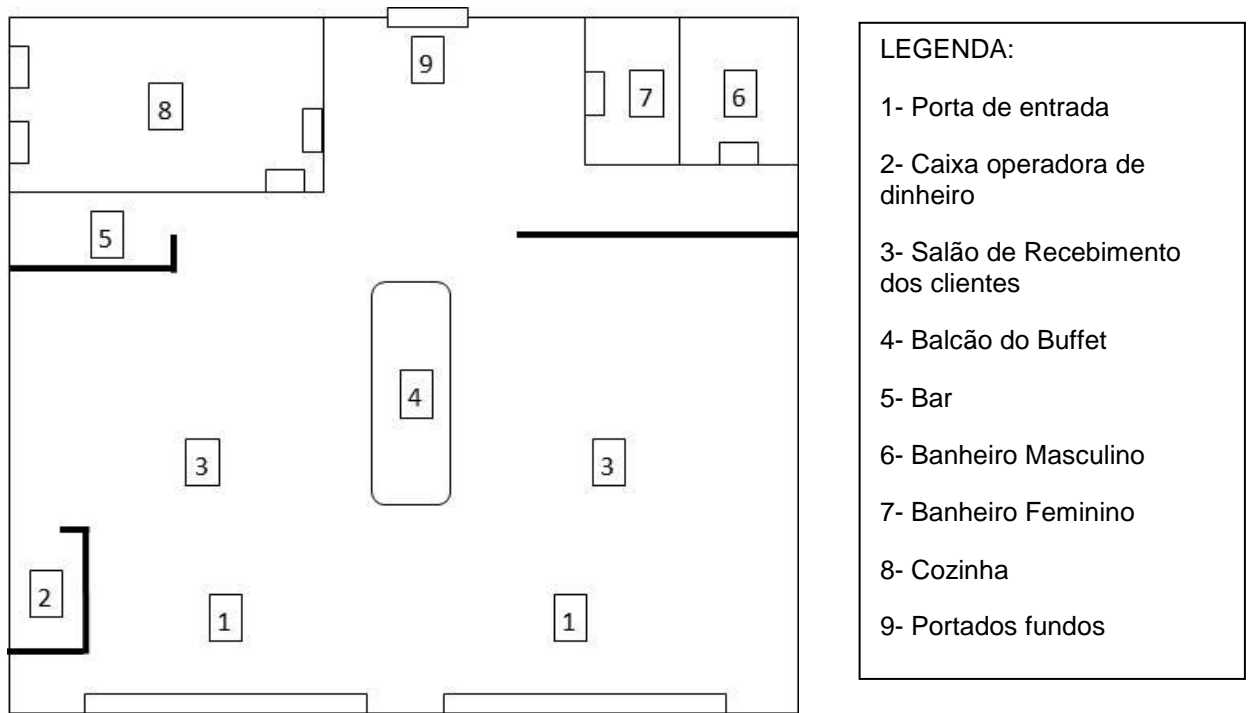 9
8
7
6
5
4
3
3
2
1
1
LEGENDA:
1- Porta de entrada
2- Caixa operadora de
dinheiro
3- Salão de Recebimento
dos clientes
4- Balcão do Buffet
5- Bar
6- Banheiro Masculino
7- Banheiro Feminino
8- Cozinha
9- Portados fundos